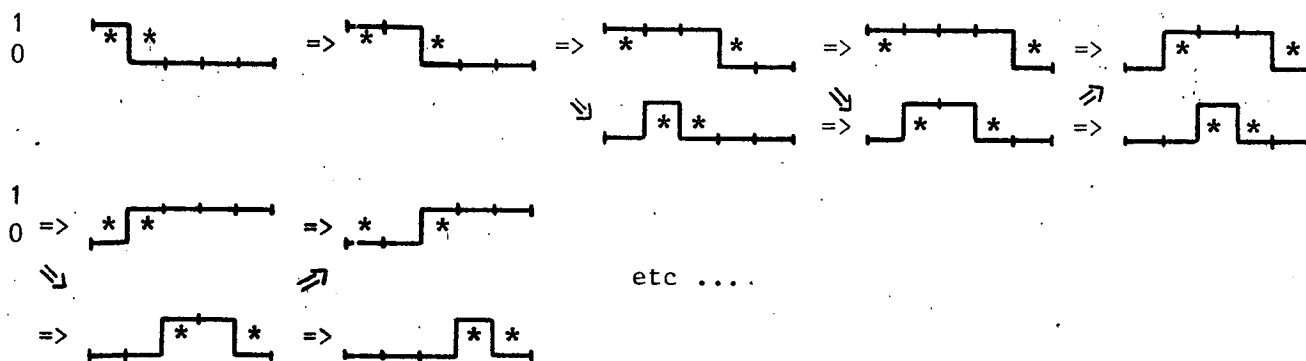 1
0
* * => * * => * * => * * => * *
⇘ * * => ⇘ * * => ⇗ * *
1
0 => * * => * *
⇘ ⇗ etc ....
=> * * => * *